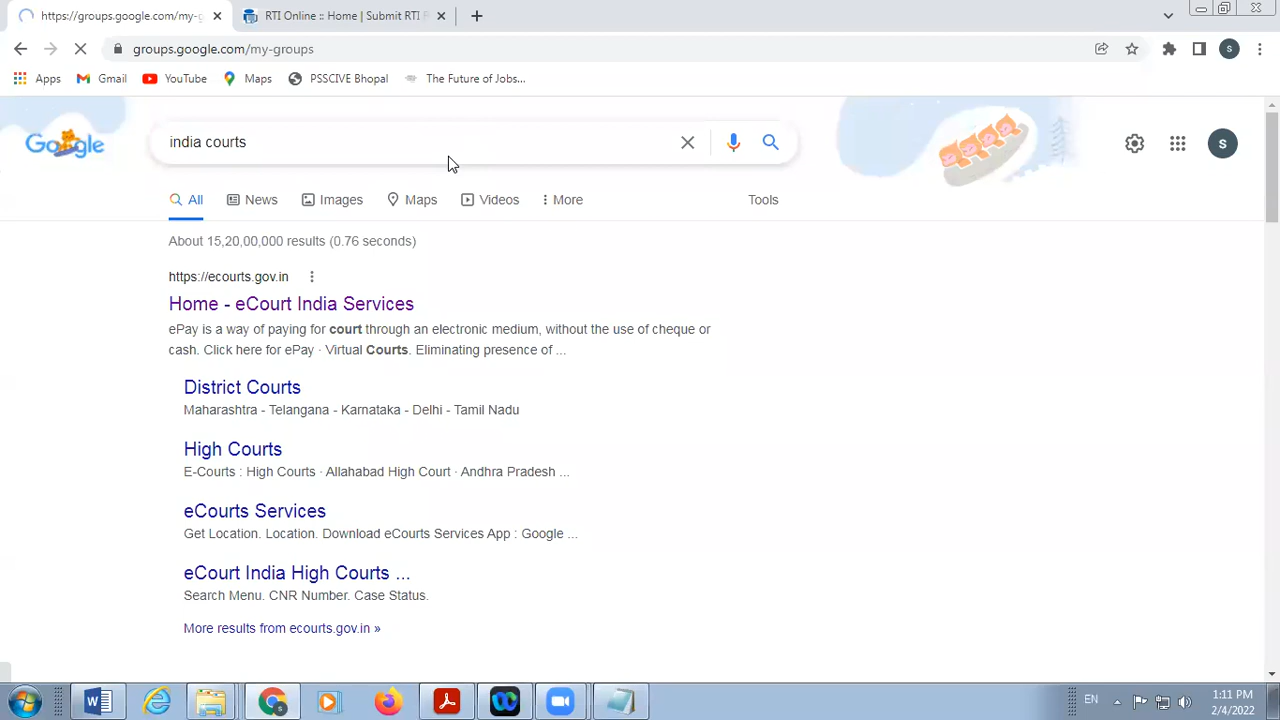 https://groups.google.com/my-g
RTI Online :: Home | Submit RTI
groups.google.com/my-groups
S
Apps
Gmail
YouTube
Maps
PSSCIVE Bhopal
The Future of Jobs...
Google
india courts
S
All
News
Images
Maps
Videos
More
Tools
About 15,20,00,000 results (0.76 seconds)
https://ecourts.gov.in
Home - eCourt India Services
ePay is a way of paying for court through an electronic medium, without the use of cheque or
cash. Click here for ePay · Virtual Courts. Eliminating presence of ...
District Courts
Maharashtra - Telangana - Karnataka - Delhi - Tamil Nadu
High Courts
E-Courts : High Courts · Allahabad High Court · Andhra Pradesh ...
eCourts Services
Get Location. Location. Download eCourts Services App : Google ...
eCourt India High Courts ...
Search Menu. CNR Number. Case Status.
More results from ecourts.gov.in »
EN
1:11 PM
2/4/2022